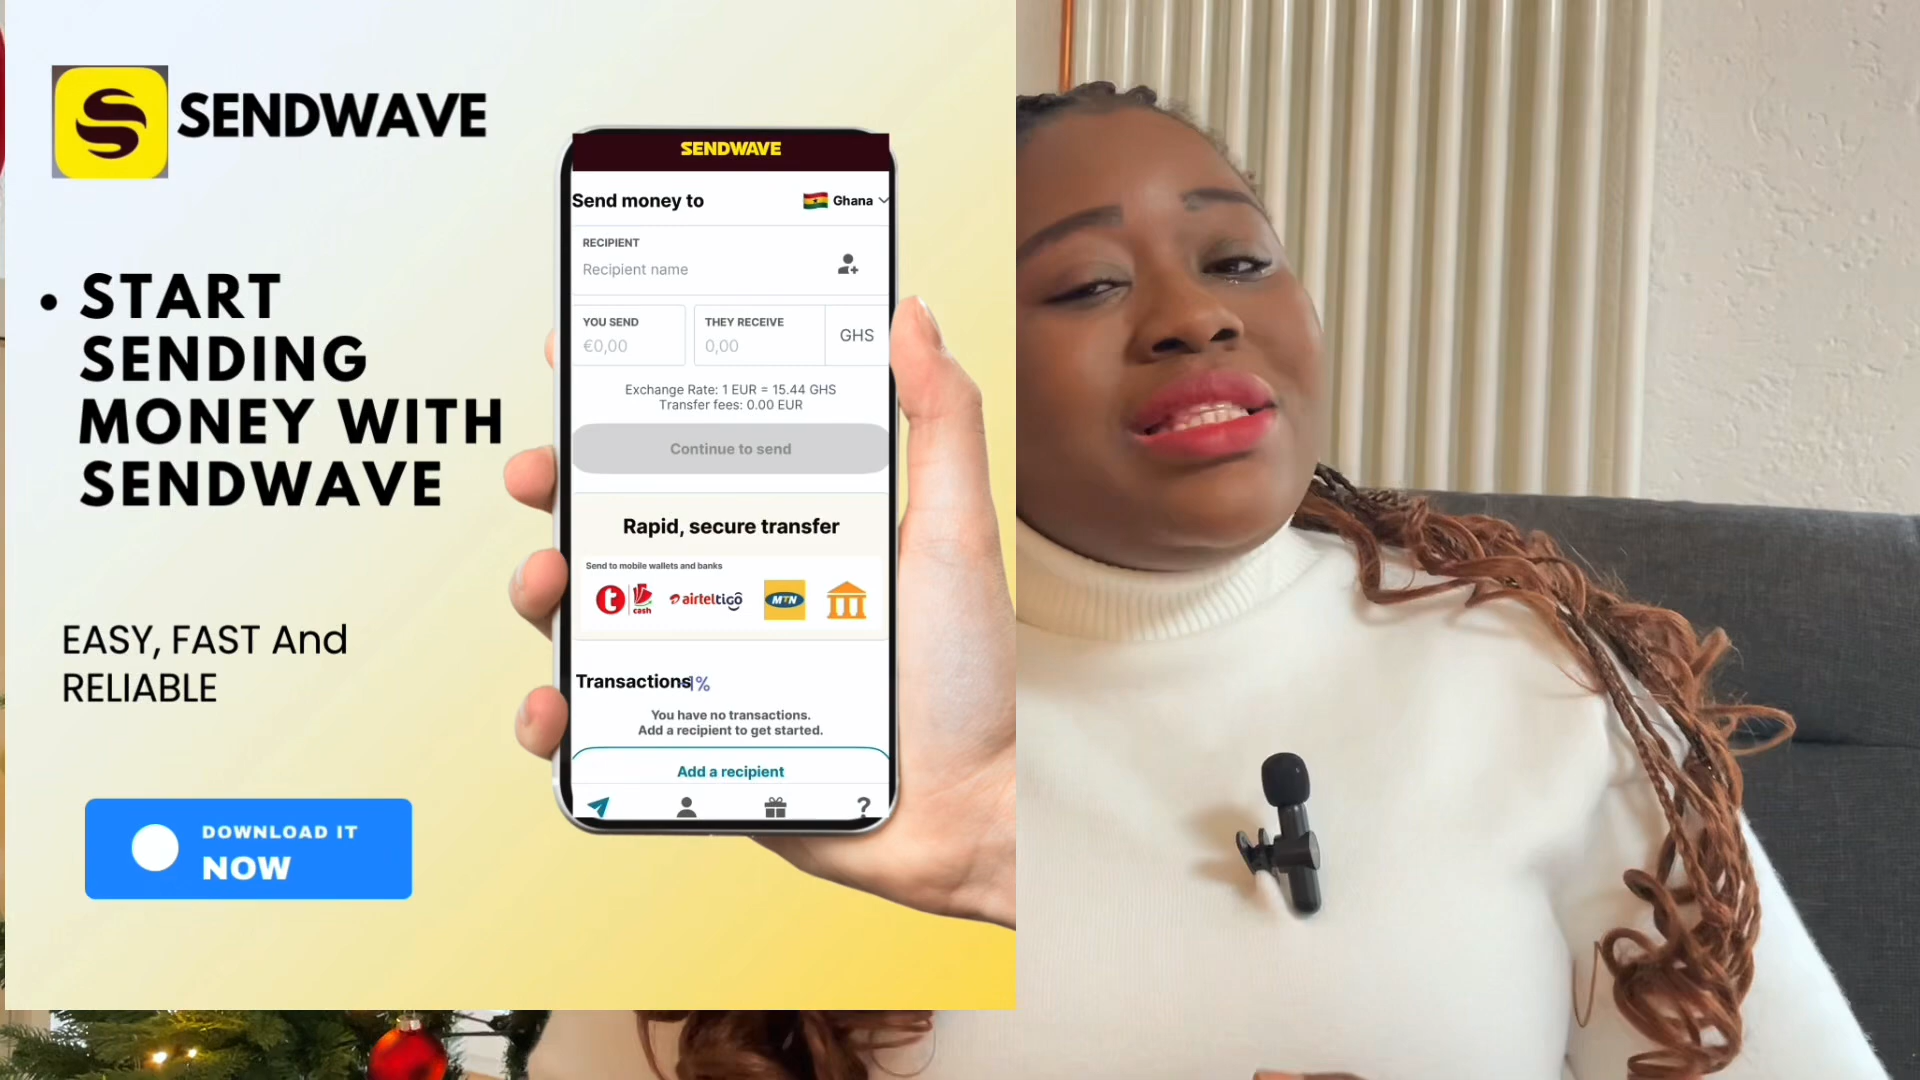 SENDWAVE
• START
SENDING
MONEY WITH
SENDWAVE
EASY, FAST And
RELIABLE
DOWNLOAD IT
NOW
SENDWAVE
Send money to
Ghana
RECIPIENT
Recipient name
YOU SEND
€0,00
THEY RECEIVE
0,00
GHS
Exchange Rate: 1 EUR = 15.44 GHS
Transfer fees: 0.00 EUR
Continue to send
Rapid, secure transfer
Send to mobile wallets and banks
t cash
airteltigo
MTN
Transactions
1%
You have no transactions.
Add a recipient to get started.
Add a recipient
?